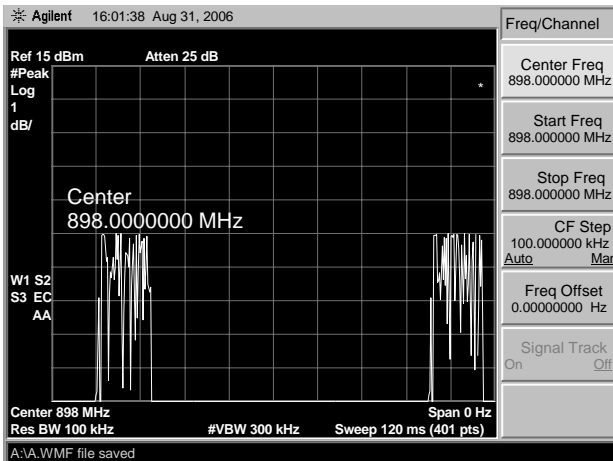 Agilent 16:01:38 Aug 31, 2006
Freq/Channel
Ref 15 dBm Atten 25 dB
#Peak
Log
1
dB/
*
Center
898.0000000 MHz
W1 S2
S3 EC
AA
Center 898 MHz Span 0 Hz
Res BW 100 kHz #VBW 300 kHz Sweep 120 ms (401 pts)
A:\A.WMF file saved
Center Freq
898.000000 MHz
Start Freq
898.000000 MHz
Stop Freq
898.000000 MHz
CF Step
100.000000 kHz
Auto Man
Freq Offset
0.00000000 Hz
Signal Track
On Off